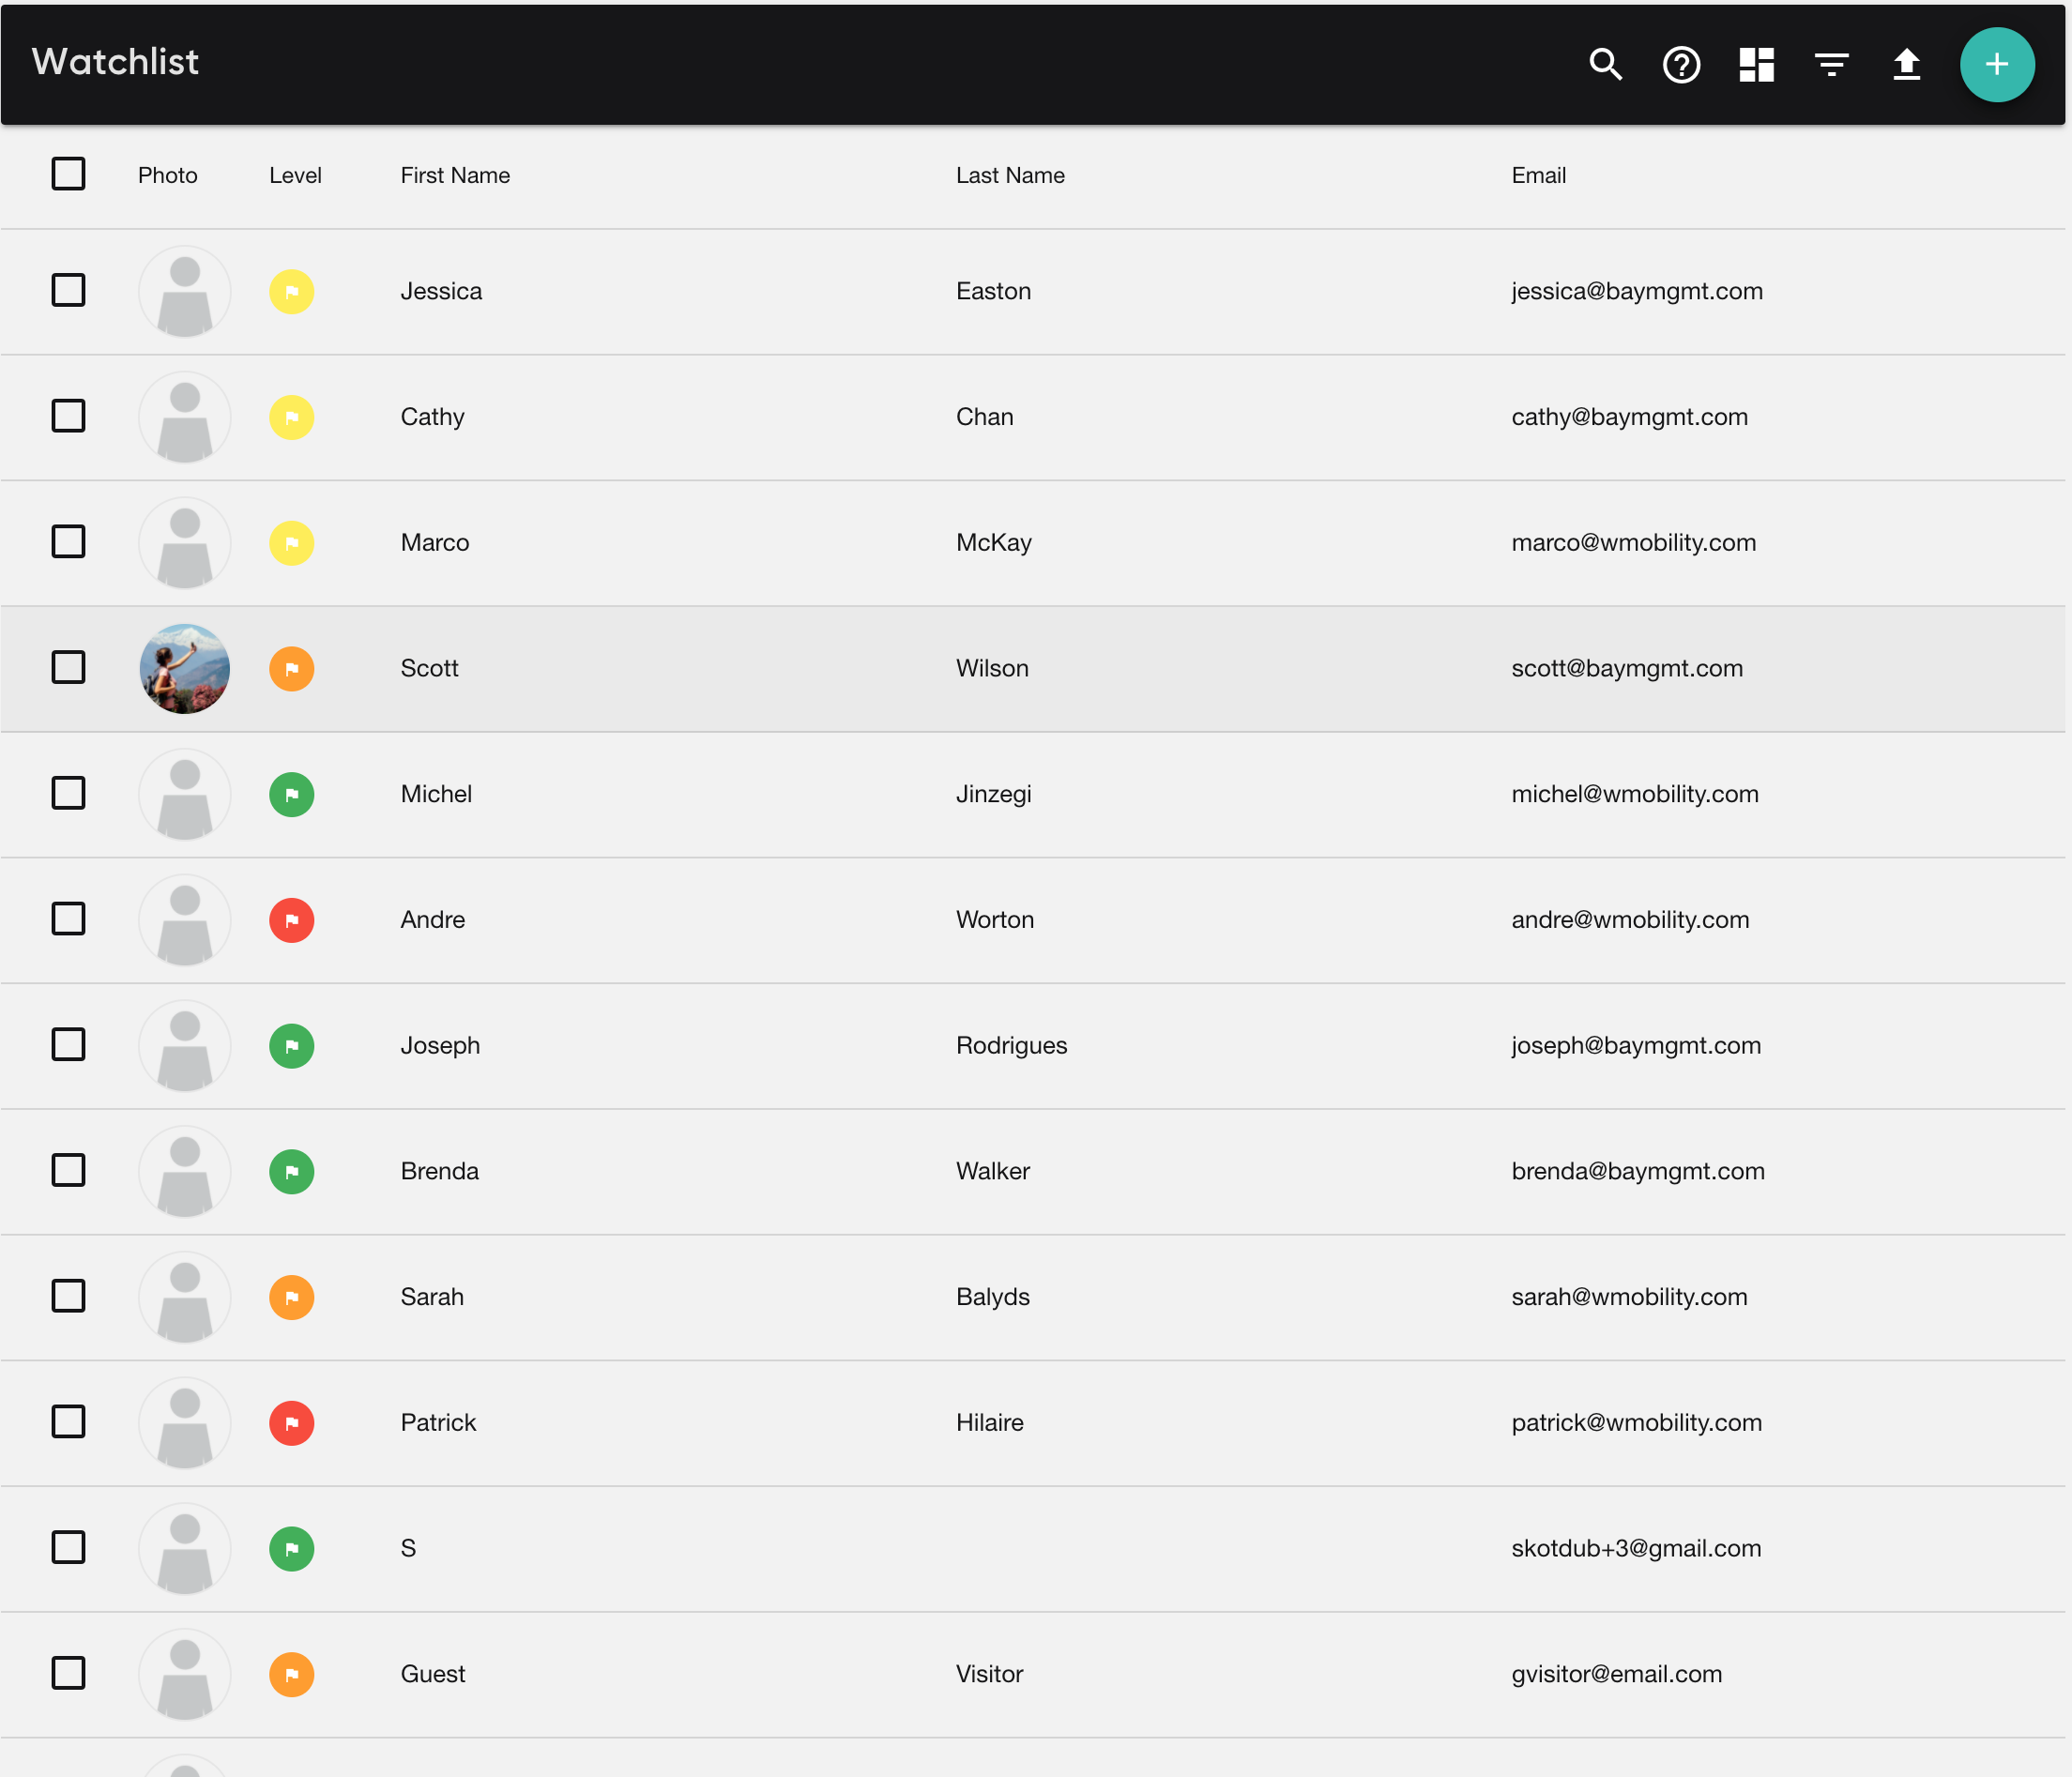 Watchlist
Photo Level First Name Last Name Email
Jessica Easton jessica@baymgmt.com
Cathy Chan cathy@baymgmt.com
Marco McKay marco@wmobility.com
Scott Wilson scott@baymgmt.com
Michel Jinzegi michel@wmobility.com
Andre Worton andre@wmobility.com
Joseph Rodrigues joseph@baymgmt.com
Brenda Walker brenda@baymgmt.com
Sarah Balyds sarah@wmobility.com
Patrick Hilaire patrick@wmobility.com
S skotdub+3@gmail.com
Guest Visitor gvisitor@email.com